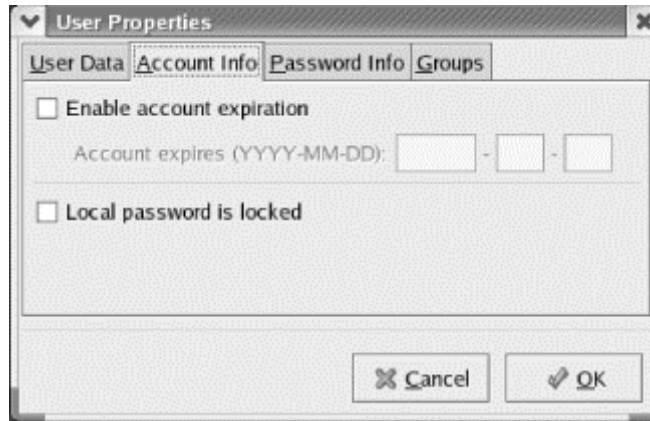 User Properties
User Data Account Info Password Info Groups
Enable account expiration
Account expires (YYYY-MM-DD): - -
Local password is locked
Cancel OK